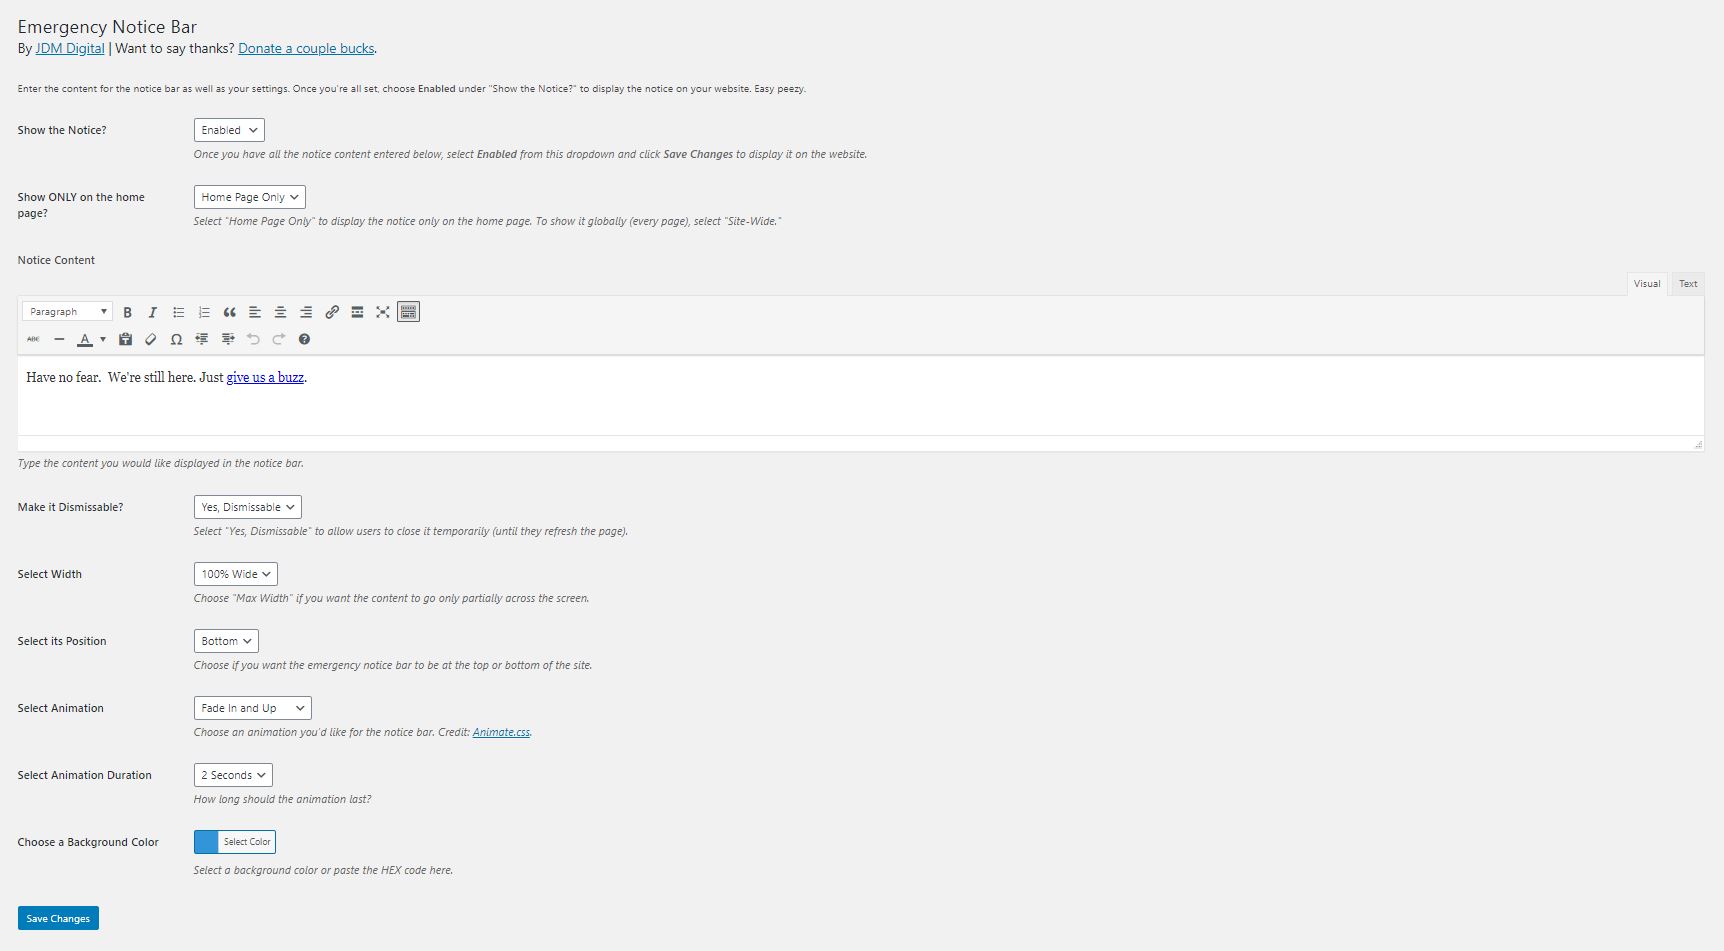 Emergency Notice Bar
By JDM Digital | Want to say thanks? Donate a couple bucks.
Enter the content for the notice bar as well as your settings. Once you're all set, choose Enabled under "Show the Notice?" to display the notice on your website. Easy peezy.
Show the Notice?
Enabled
Once you have all the notice content entered below, select Enabled from this dropdown and click Save Changes to display it on the website.
Show ONLY on the home page?
Home Page Only
Select "Home Page Only" to display the notice only on the home page. To show it globally (every page), select "Site-Wide."
Notice Content
Visual Text
Paragraph B I
ABC A Ω
Have no fear.  We're still here. Just give us a buzz.
Type the content you would like displayed in the notice bar.
Make it Dismissable?
Yes, Dismissable
Select "Yes, Dismissable" to allow users to close it temporarily (until they refresh the page).
Select Width
100% Wide
Choose "Max Width" if you want the content to go only partially across the screen.
Select its Position
Bottom
Choose if you want the emergency notice bar to be at the top or bottom of the site.
Select Animation
Fade In and Up
Choose an animation you'd like for the notice bar. Credit: Animate.css.
Select Animation Duration
2 Seconds
How long should the animation last?
Choose a Background Color
Select Color
Select a background color or paste the HEX code here.
Save Changes